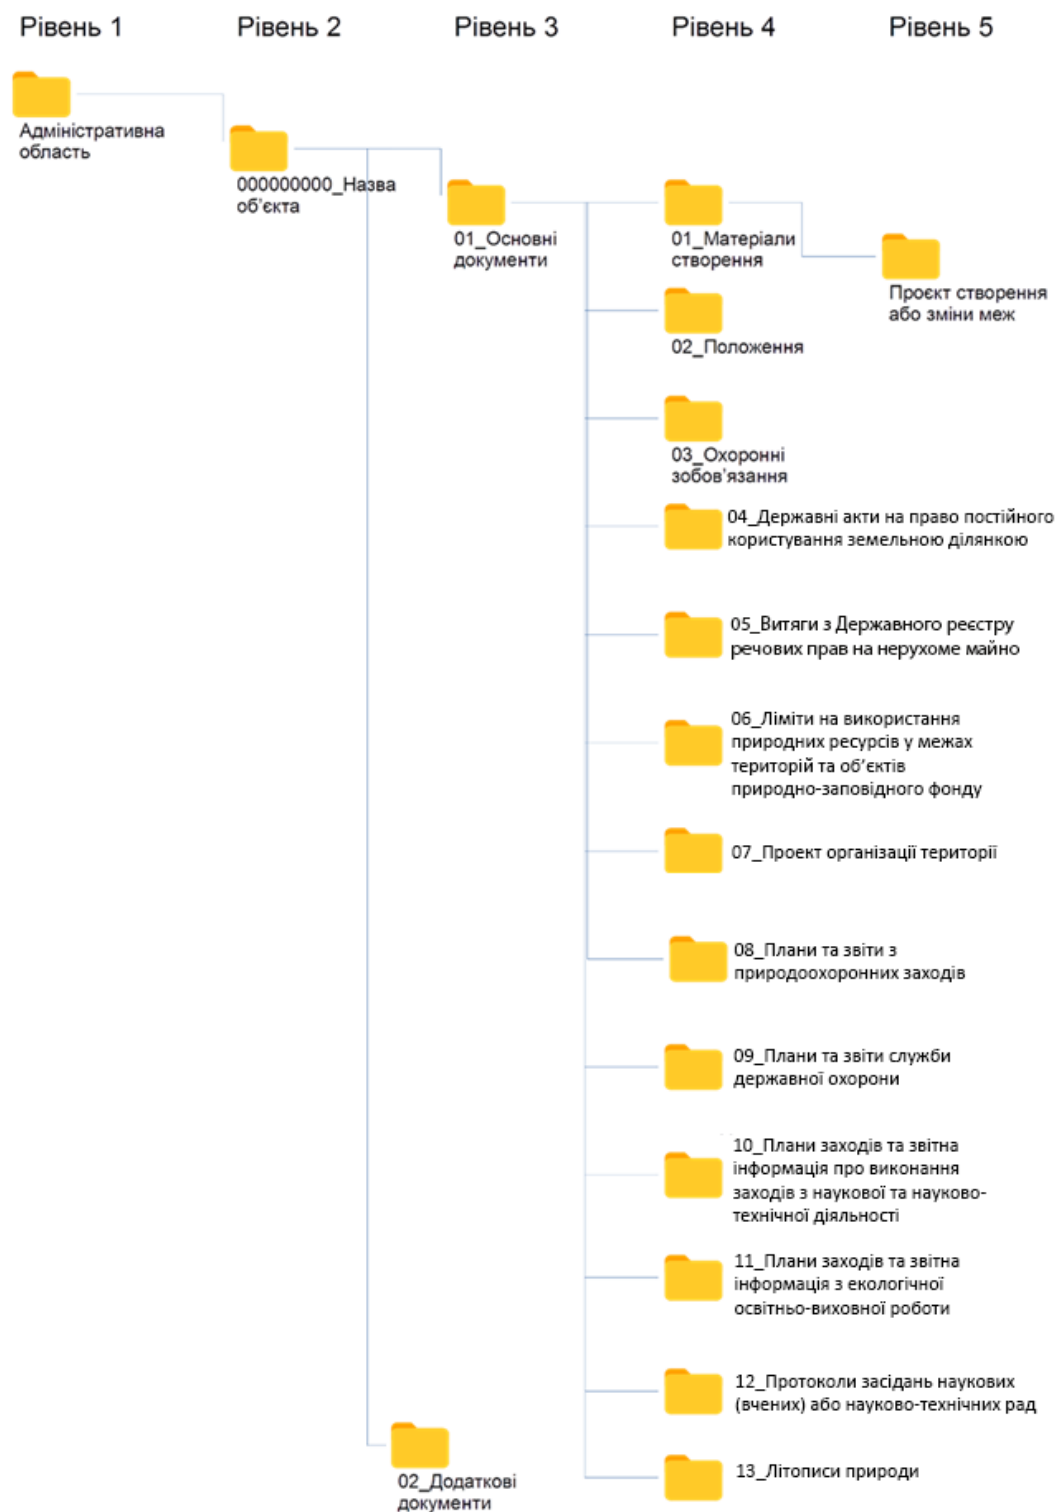 Рівень 1
Рівень 2
Рівень 3
Рівень 4
Рівень 5
Адміністративна
область
000000000_Назва
об'єкта
01_Основні
документи
01_Матеріали
створення
Проєкт створення
або зміни меж
02_Положення
03_Охоронні
зобов'язання
04_Державні акти на право постійного
користування земельною ділянкою
05_Витяги з Державного реєстру
речових прав на нерухоме майно
06_Ліміти на використання
природних ресурсів у межах
територій та об'єктів
природно-заповідного фонду
07_Проект організації території
08_Плани та звіти з
природоохоронних заходів
09_Плани та звіти служби
державної охорони
10_Плани заходів та звітна
інформація про виконання
заходів з наукової та науково-
технічної діяльності
11_Плани заходів та звітна
інформація з екологічної
освітньо-виховної роботи
12_Протоколи засідань наукових
(вчених) або науково-технічних рад
13_Літописи природи
02_Додаткові
документи